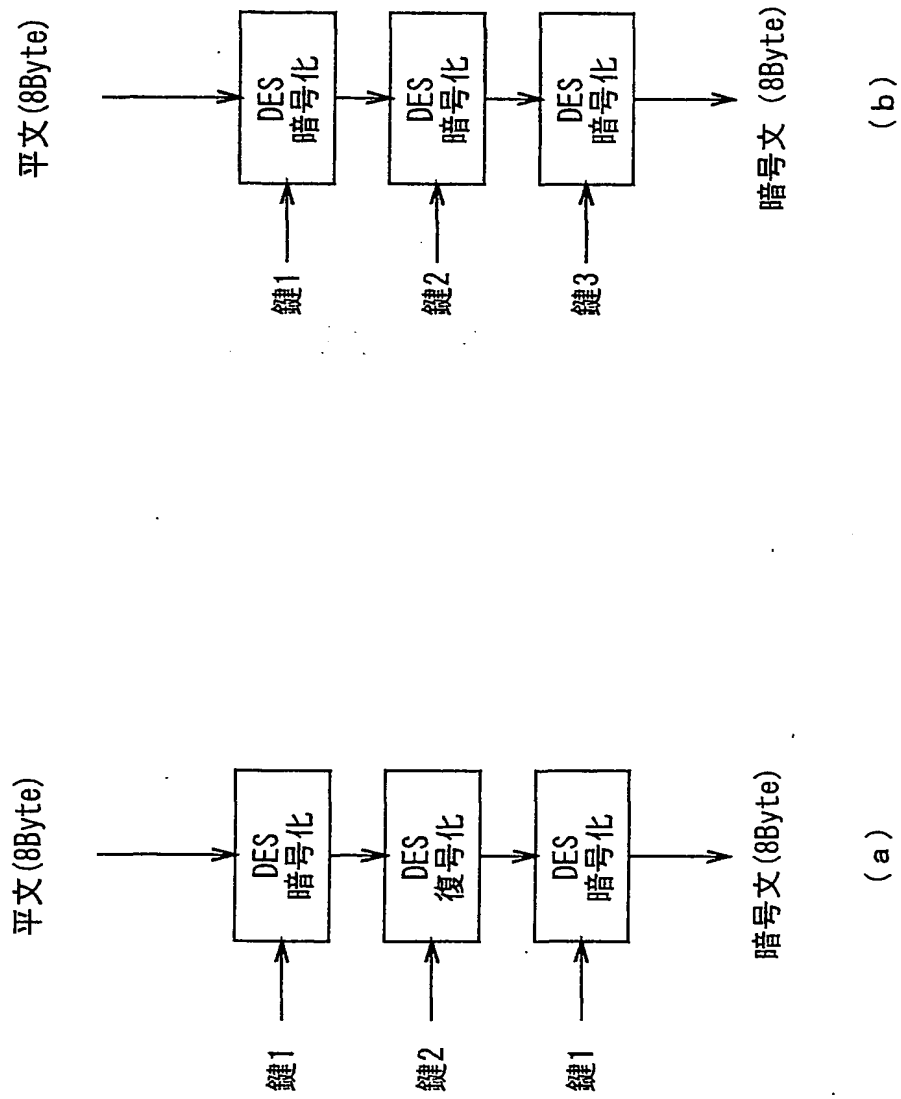 平文(8Byte)
鍵1
DES
暗号化
鍵2
DES
復号化
鍵1
DES
暗号化
暗号文(8Byte)
(a)
平文(8Byte)
鍵1
DES
暗号化
鍵2
DES
暗号化
鍵3
DES
暗号化
暗号文 (8Byte)
(b)